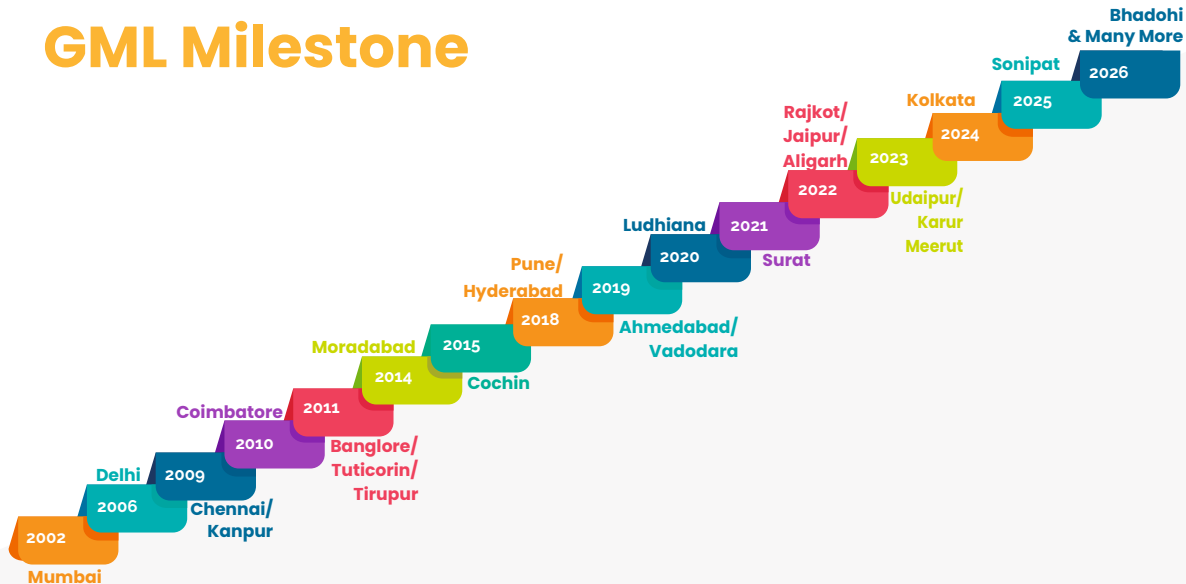 GML Milestone
2002
Mumbai
2006
Delhi
2009
Chennai/
Kanpur
2010
Coimbatore
2011
Banglore/
Tuticorin/
Tirupur
2014
Moradabad
2015
Cochin
2018
Pune/
Hyderabad
2019
Ahmedabad/
Vadodara
2020
Ludhiana
2021
Surat
2022
Rajkot/
Jaipur/
Aligarh
2023
Udaipur/
Karur
Meerut
2024
Kolkata
2025
Sonipat
2026
Bhadohi
& Many More